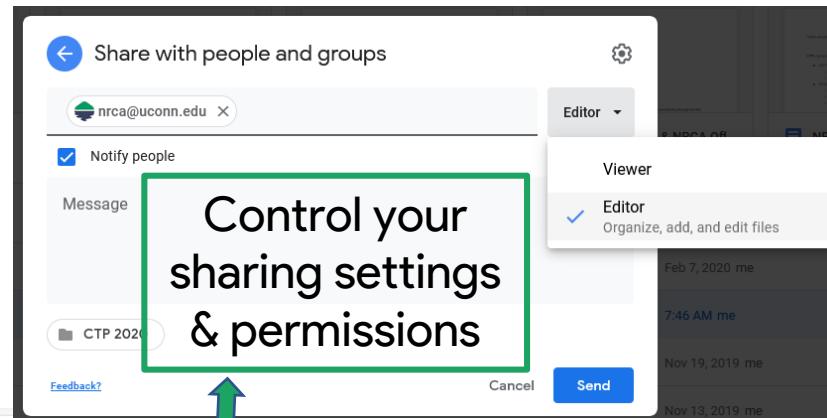 Share with people and groups
nrca@uconn.edu
Editor
Notify people
Viewer
Message
Editor
Organize, add, and edit files
Control your
sharing settings
& permissions
Feb 7, 2020 me
7:46 AM me
CTP 2020
Nov 19, 2019 me
Feedback?
Cancel
Send
Nov 13, 2019 me